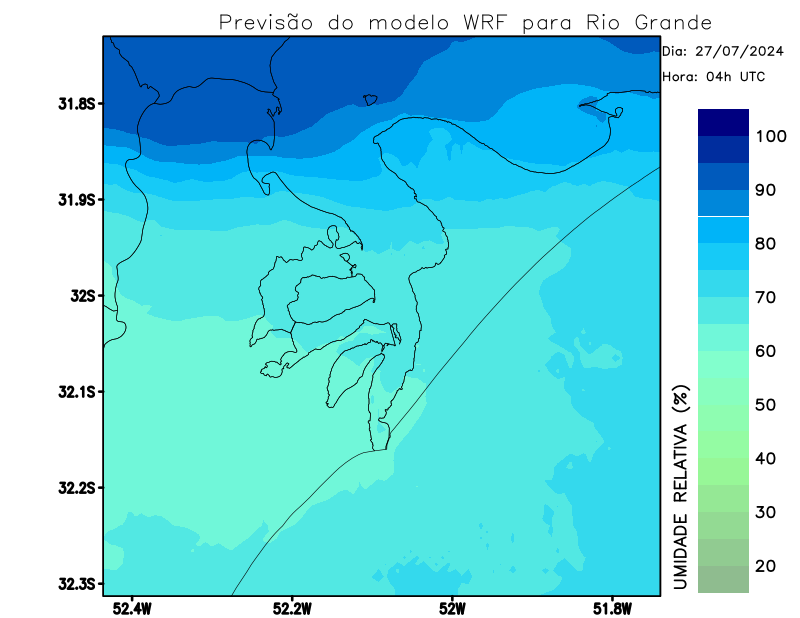 Previsão do modelo WRF para Rio Grande
Dia: 27/07/2024
Hora: 04h UTC
31.8S
31.9S
32S
32.1S
32.2S
32.3S
52.4W
52.2W
52W
51.8W
100
90
80
70
60
50
40
30
20
UMIDADE RELATIVA (%)